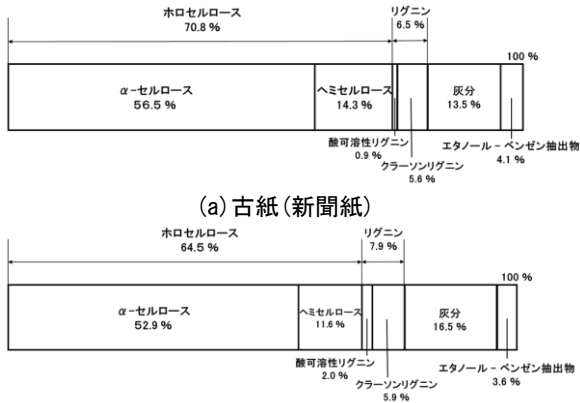 ホロセルロース
70.8 %
リグニン
6.5 %
100 %
α-セルロース
56.5 %
ヘミセルロース
14.3 %
灰分
13.5 %
酸可溶性リグニン
0.9 %
クラーソンリグニン
5.6 %
エタノール − ベンゼン抽出物
4.1 %
(a) 古紙(新聞紙)
ホロセルロース
64.5 %
リグニン
7.9 %
100 %
α-セルロース
52.9 %
ヘミセルロース
11.6 %
灰分
16.5 %
酸可溶性リグニン
2.0 %
クラーソンリグニン
5.9 %
エタノール − ベンゼン抽出物
3.6 %